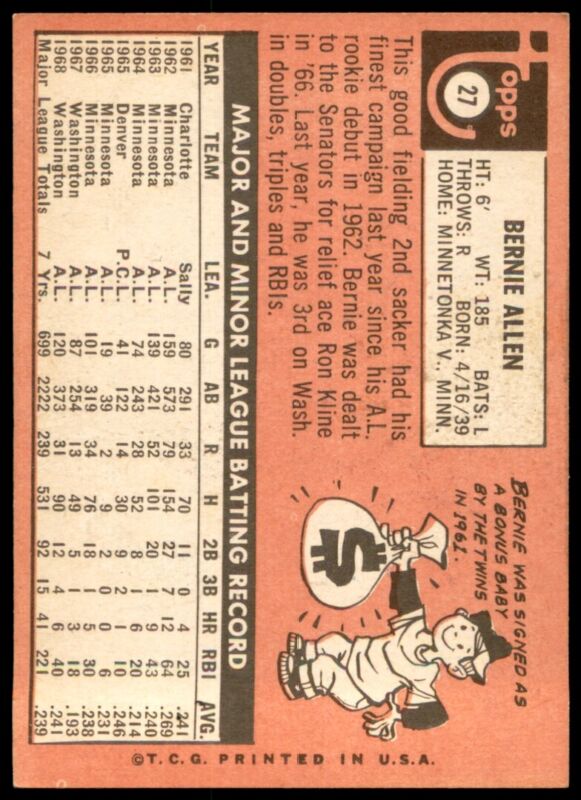 Topps
27
BERNIE ALLEN
HT: 6' WT: 185 BATS: L
THROWS: R BORN: 4/16/39
HOME: MINNETONKA V., MINN.
This good fielding 2nd sacker had his
finest campaign last year since his A.L.
rookie debut in 1962. Bernie was dealt
to the Senators for relief ace Ron Kline
in '66. Last year, he was 3rd on Wash.
in doubles, triples and RBIs.
BERNIE WAS SIGNED AS
A BONUS BABY
BY THE TWINS
IN 1961.
$
MAJOR AND MINOR LEAGUE BATTING RECORD
YEAR TEAM LEA. G AB R H 2B 3B HR RBI AVG.
1961 Charlotte Sally 80 291 33 70 11 0 4 25 .241
1962 Minnesota A.L. 159 573 79 154 27 7 12 64 .269
1963 Minnesota A.L. 139 421 52 101 20 1 9 43 .240
1964 Minnesota A.L. 74 243 28 52 8 1 6 20 .214
1965 Denver P.C.L. 41 122 14 30 9 2 1 10 .246
1965 Minnesota A.L. 19 39 2 9 2 0 0 6 .231
1966 Minnesota A.L. 101 319 34 76 18 1 5 30 .238
1967 Washington A.L. 87 254 13 49 5 1 3 18 .193
1968 Washington A.L. 120 373 31 90 12 4 6 40 .241
Major League Totals 7 Yrs. 699 2222 239 531 92 15 41 221 .239
©T.C.G. PRINTED IN U.S.A.